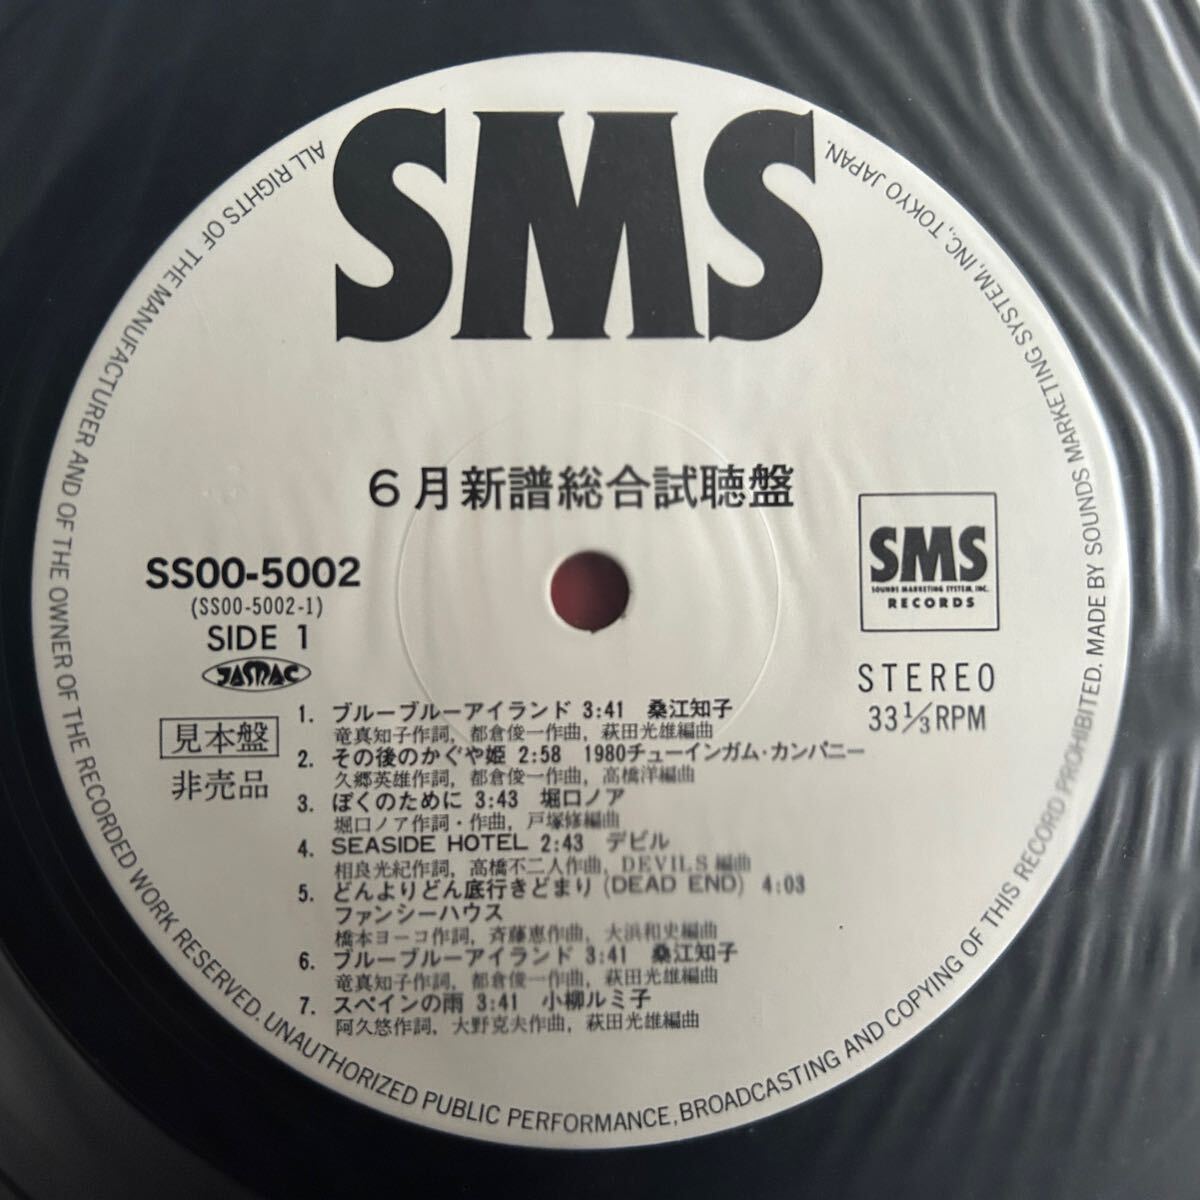 SMS
ALL RIGHTS OF THE MANUFACTURER AND OF THE OWNER OF THE RECORDED WORK RESERVED. UNAUTHORIZED PUBLIC PERFORMANCE, BROADCASTING AND COPYING OF THIS RECORD PROHIBITED. MADE BY SOUNDS MARKETING SYSTEM, INC., TOKYO JAPAN.
6月新譜総合試聴盤
SS00-5002
(SS00-5002-1)
SIDE 1
JASRAC
見本盤
非売品
SMS
SOUNDS MARKETING SYSTEM, INC.
RECORDS
STEREO
33 1/3 RPM
1. ブルーブルーアイランド 3:41 桑江知子
竜真知子作詞, 都倉俊一作曲, 萩田光雄編曲
2. その後のかぐや姫 2:58 1980チューインガム・カンパニー
久郷英雄作詞, 都倉俊一作曲, 高橋洋編曲
3. ぼくのために 3:43 堀口ノア
堀口ノア作詞・作曲, 戸塚修編曲
4. SEASIDE HOTEL 2:43 デビル
相良光紀作詞, 高橋不二人作曲, DEVILS編曲
5. どんよりどん底行きどまり (DEAD END) 4:03
ファンシーハウス
橋本ヨーコ作詞, 斉藤恵作曲, 大浜和史編曲
6. ブルーブルーアイランド 3:41 桑江知子
竜真知子作詞, 都倉俊一作曲, 萩田光雄編曲
7. スペインの雨 3:41 小柳ルミ子
阿久悠作詞, 大野克夫作曲, 萩田光雄編曲